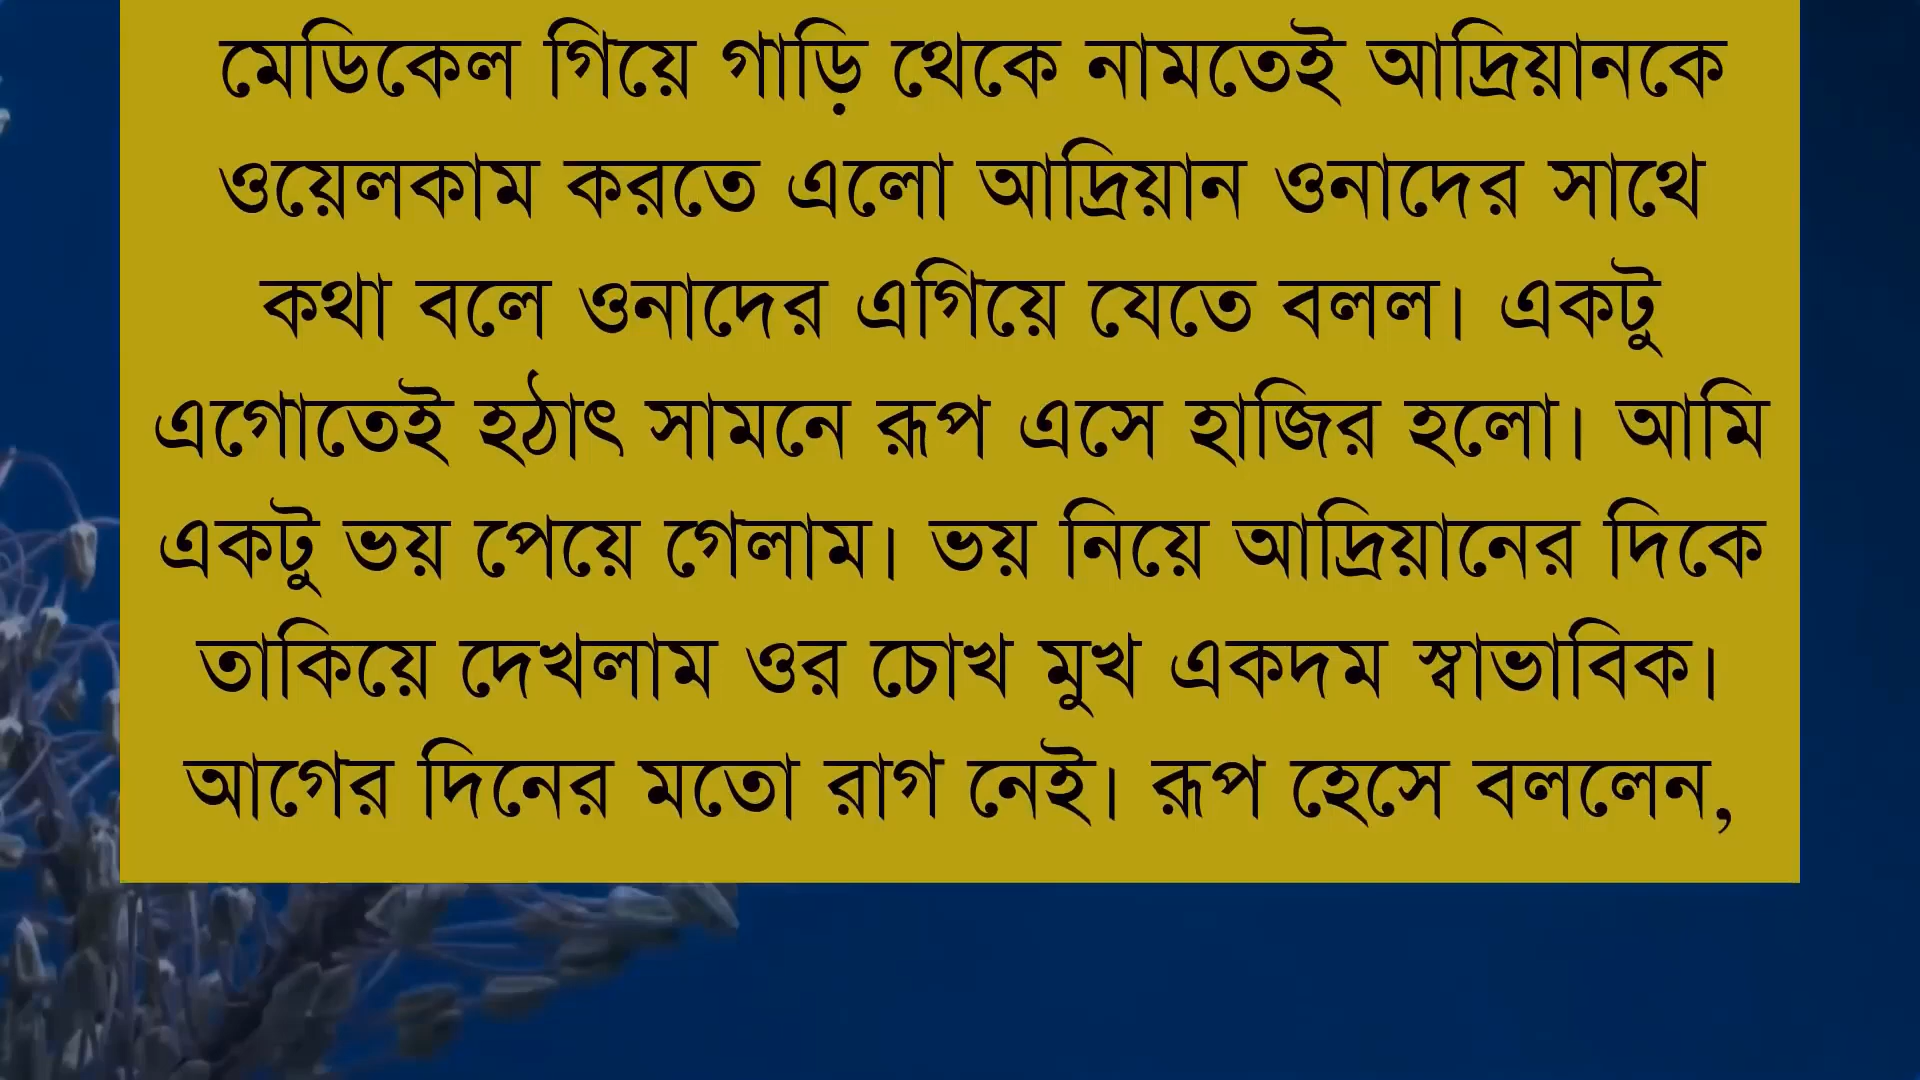 মেডিকেল গিয়ে গাড়ি থেকে নামতেই আদ্রিয়ানকে
ওয়েলকাম করতে এলো আদ্রিয়ান ওনাদের সাথে
কথা বলে ওনাদের এগিয়ে যেতে বলল। একটু
এগোতেই হঠাৎ সামনে রূপ এসে হাজির হলো। আমি
একটু ভয় পেয়ে গেলাম। ভয় নিয়ে আদ্রিয়ানের দিকে
তাকিয়ে দেখলাম ওর চোখ মুখ একদম স্বাভাবিক।
আগের দিনের মতো রাগ নেই। রূপ হেসে বললেন,